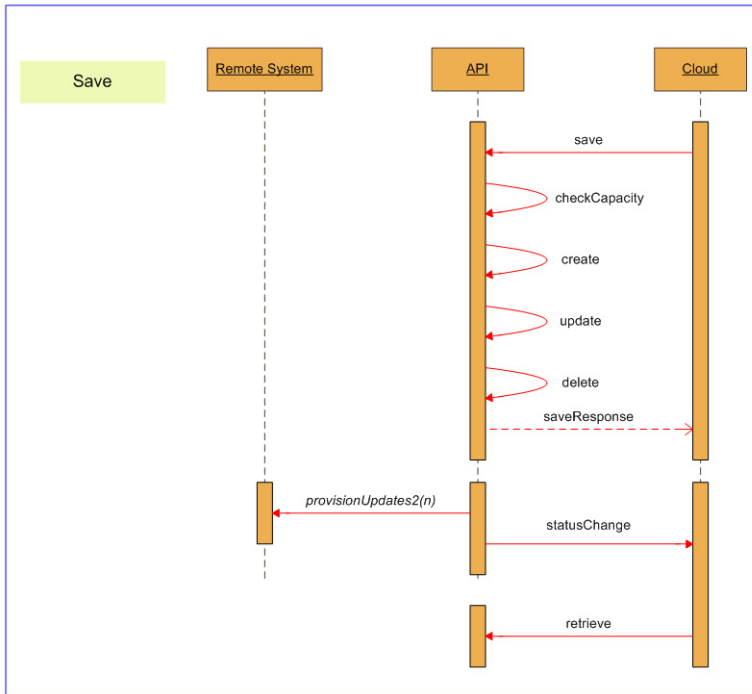 Save
Remote System
API
Cloud
save
checkCapacity
create
update
delete
saveResponse
provisionUpdates2(n)
statusChange
retrieve